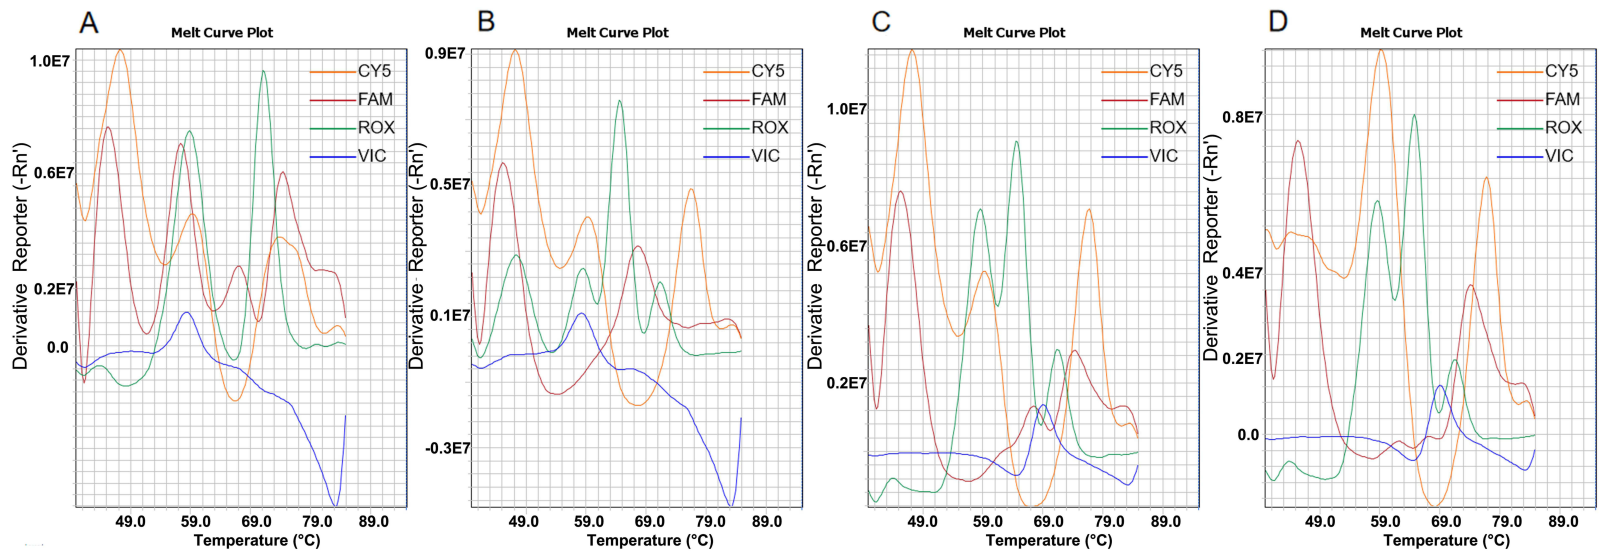 A
Melt Curve Plot
1.0E7
0.6E7
0.2E7
0.0
Derivative Reporter (-Rn')
CY5
FAM
ROX
VIC
49.0 59.0 69.0 79.0 89.0
Temperature (°C)
B
Melt Curve Plot
0.9E7
0.5E7
0.1E7
-0.3E7
Derivative Reporter (-Rn')
CY5
FAM
ROX
VIC
49.0 59.0 69.0 79.0 89.0
Temperature (°C)
C
Melt Curve Plot
1.0E7
0.6E7
0.2E7
Derivative Reporter (-Rn')
CY5
FAM
ROX
VIC
49.0 59.0 69.0 79.0 89.0
Temperature (°C)
D
Melt Curve Plot
0.8E7
0.4E7
0.2E7
0.0
Derivative Reporter (-Rn')
CY5
FAM
ROX
VIC
49.0 59.0 69.0 79.0 89.0
Temperature (°C)